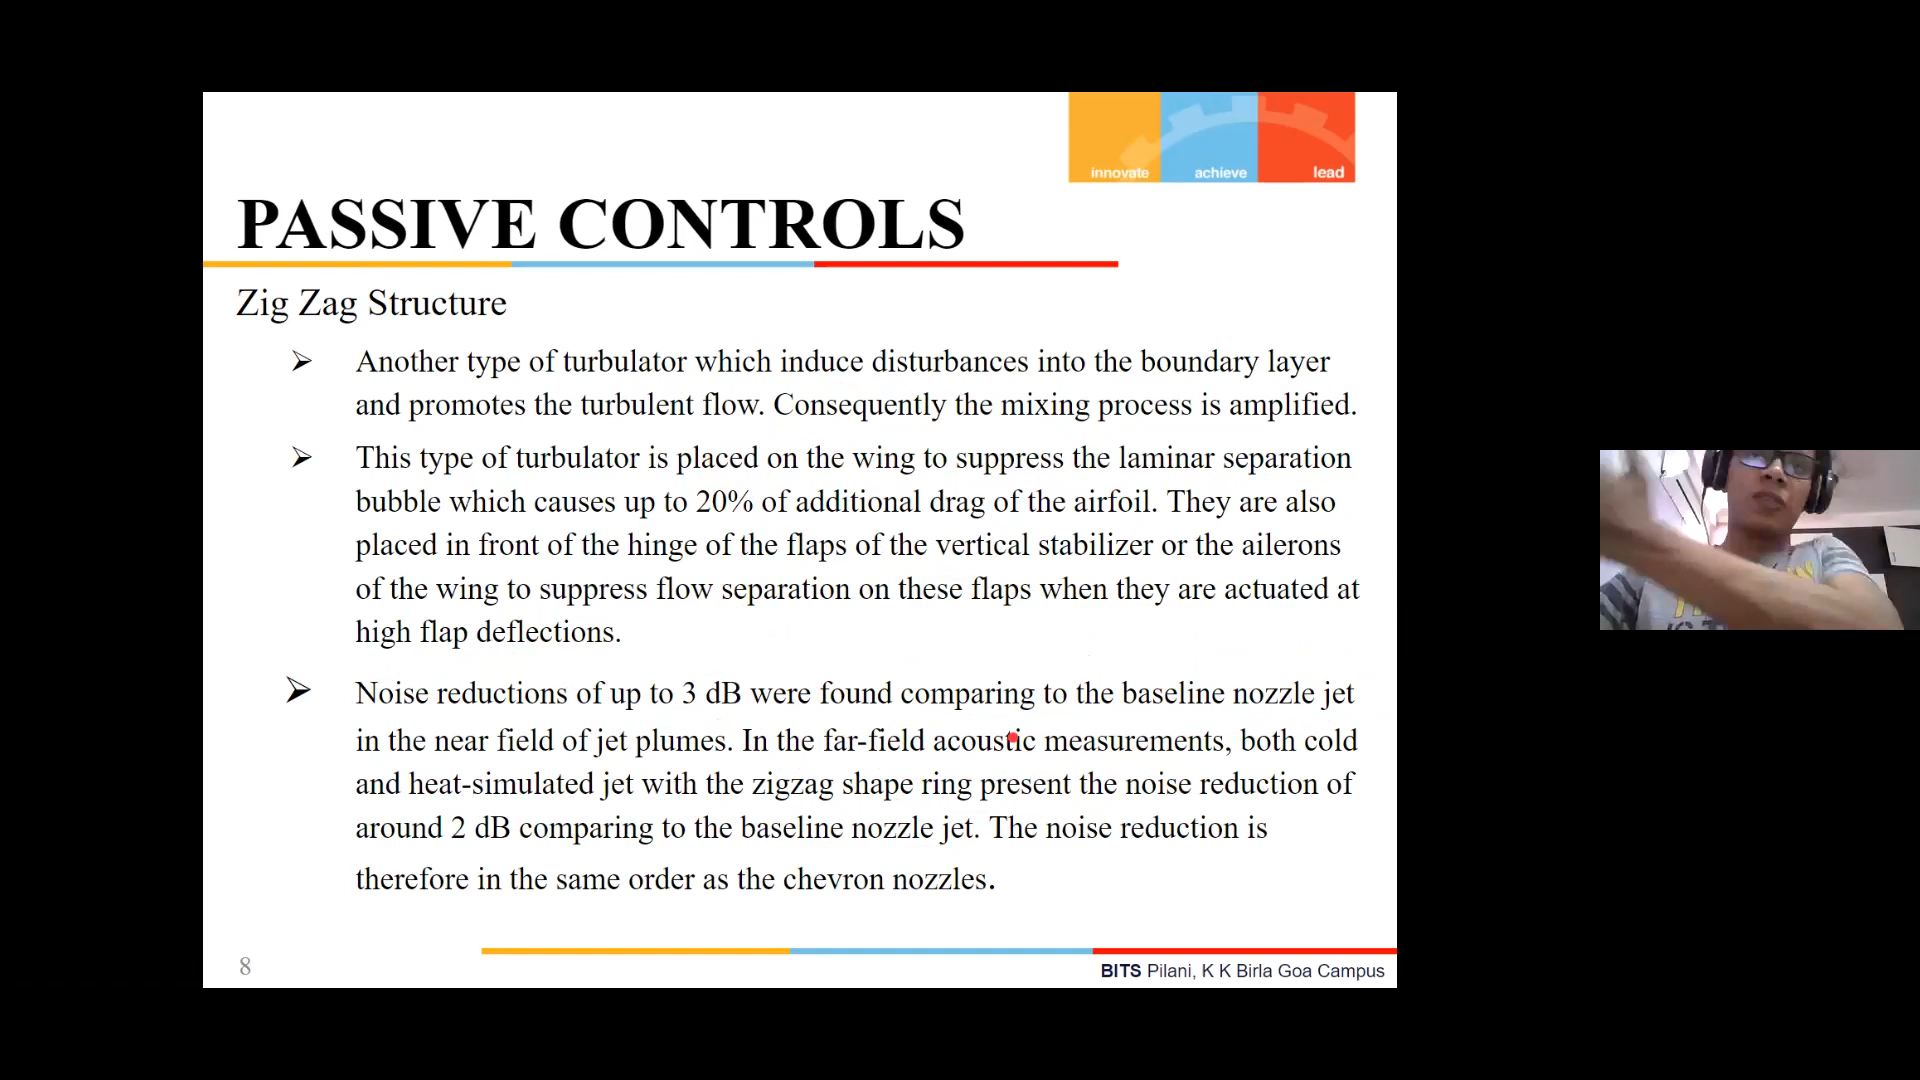 innovate achieve lead
PASSIVE CONTROLS
Zig Zag Structure
➢ Another type of turbulator which induce disturbances into the boundary layer
and promotes the turbulent flow. Consequently the mixing process is amplified.
➢ This type of turbulator is placed on the wing to suppress the laminar separation
bubble which causes up to 20% of additional drag of the airfoil. They are also
placed in front of the hinge of the flaps of the vertical stabilizer or the ailerons
of the wing to suppress flow separation on these flaps when they are actuated at
high flap deflections.
➢ Noise reductions of up to 3 dB were found comparing to the baseline nozzle jet
in the near field of jet plumes. In the far-field acoustic measurements, both cold
and heat-simulated jet with the zigzag shape ring present the noise reduction of
around 2 dB comparing to the baseline nozzle jet. The noise reduction is
therefore in the same order as the chevron nozzles.
8
BITS Pilani, K K Birla Goa Campus